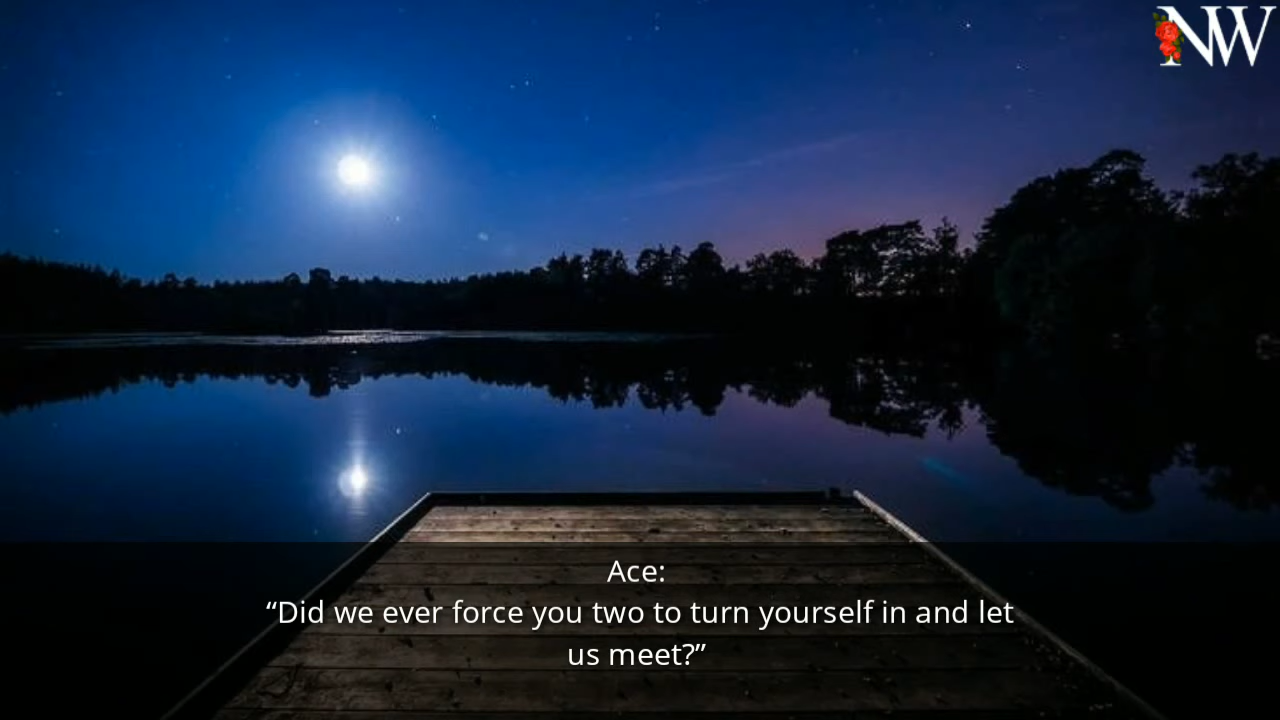 NW
Ace:
“Did we ever force you two to turn yourself in and let
us meet?”